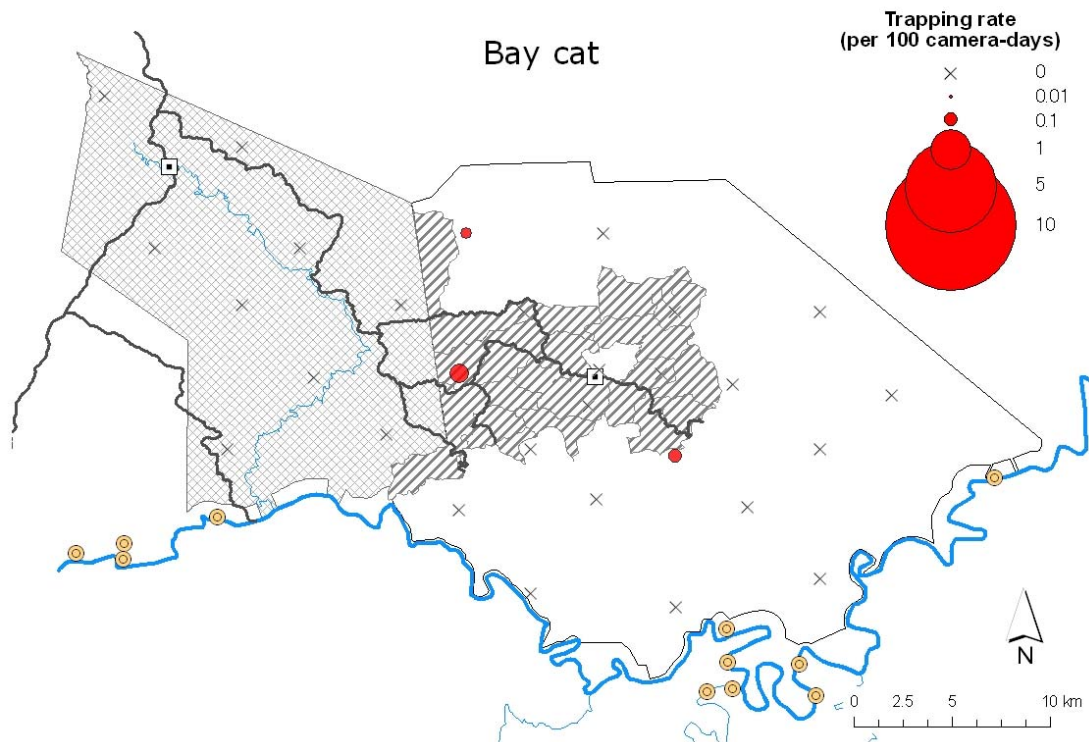 Bay cat
Trapping rate
(per 100 camera-days)
0
0.01
0.1
1
5
10
N
0 2.5 5 10 km